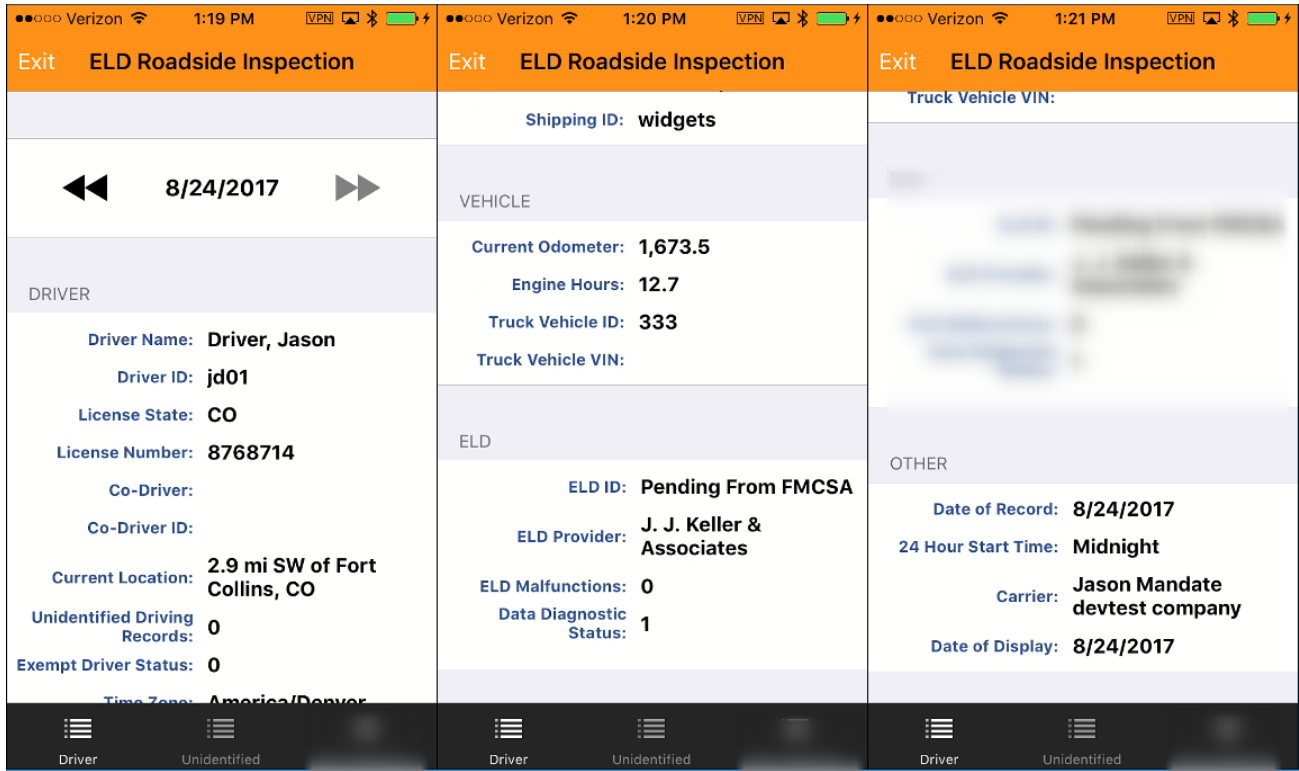 Verizon 1:19 PM VPN
Exit ELD Roadside Inspection
8/24/2017
DRIVER
Driver Name: Driver, Jason
Driver ID: jd01
License State: CO
License Number: 8768714
Co-Driver:
Co-Driver ID:
Current Location: 2.9 mi SW of Fort
Collins, CO
Unidentified Driving
Records: 0
Exempt Driver Status: 0
Time Zone: America/Denver
Driver Unidentified
Verizon 1:20 PM VPN
Exit ELD Roadside Inspection
Shipping ID: widgets
VEHICLE
Current Odometer: 1,673.5
Engine Hours: 12.7
Truck Vehicle ID: 333
Truck Vehicle VIN:
ELD
ELD ID: Pending From FMCSA
ELD Provider: J. J. Keller &
Associates
ELD Malfunctions: 0
Data Diagnostic
Status: 1
Driver Unidentified
Verizon 1:21 PM VPN
Exit ELD Roadside Inspection
Truck Vehicle VIN:
OTHER
Date of Record: 8/24/2017
24 Hour Start Time: Midnight
Carrier: Jason Mandate
devtest company
Date of Display: 8/24/2017
Driver Unidentified